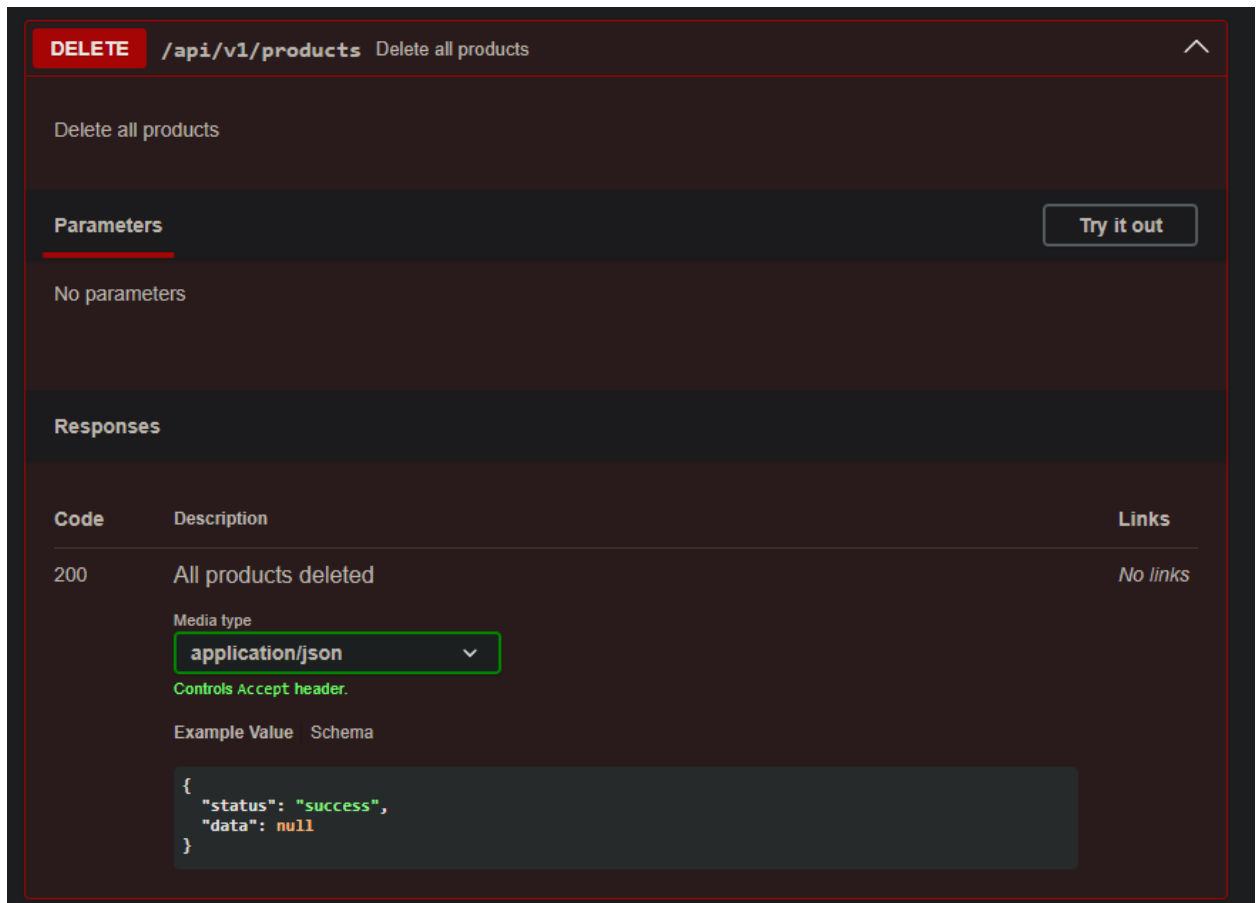 DELETE /api/v1/products Delete all products
Delete all products
Parameters Try it out
No parameters
Responses
Code Description Links
200 All products deleted No links
Media type
application/json
Controls Accept header.
Example Value Schema
{
  "status": "success",
  "data": null
}